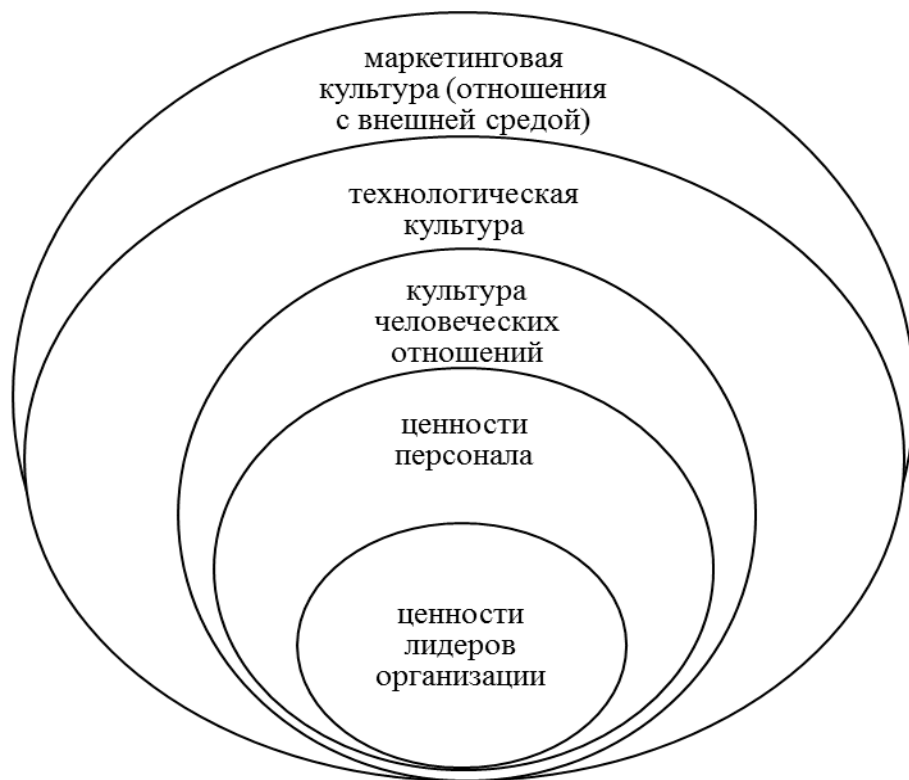 маркетинговая
культура (отношения
с внешней средой)
технологическая
культура
культура
человеческих
отношений
ценности
персонала
ценности
лидеров
организации